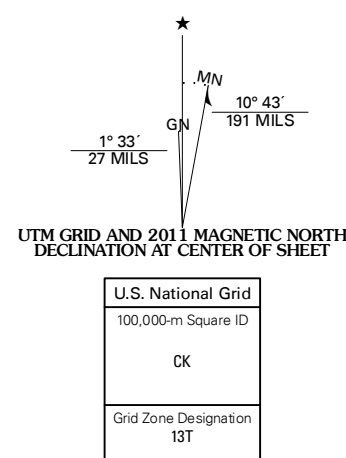 ★
MN
GN
10° 43´
191 MILS
1° 33´
27 MILS
UTM GRID AND 2011 MAGNETIC NORTH
DECLINATION AT CENTER OF SHEET
U.S. National Grid
100,000-m Square ID
CK
Grid Zone Designation
13T